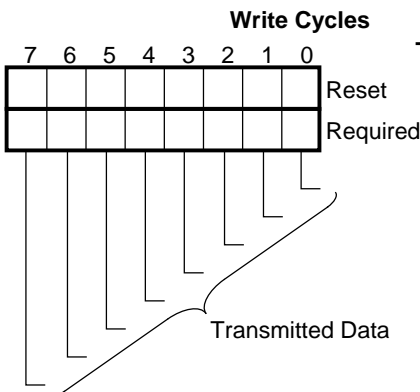 Write Cycles
7 6 5 4 3 2 1 0
Reset
Required
Transmitted Data